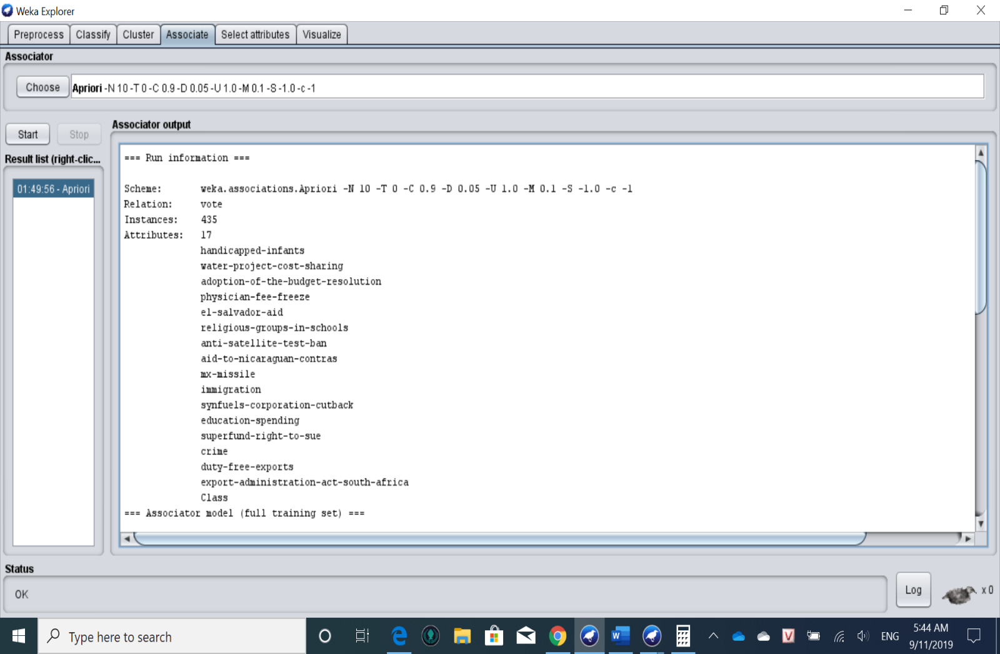 Weka Explorer
Preprocess Classify Cluster Associate Select attributes Visualize
Associator
Choose Apriori -N 10 -T 0 -C 0.9 -D 0.05 -U 1.0 -M 0.1 -S -1.0 -c -1
Start Stop
Associator output
Result list (right-clic...
01:49:56 - Apriori
=== Run information ===
Scheme: weka.associations.Apriori -N 10 -T 0 -C 0.9 -D 0.05 -U 1.0 -M 0.1 -S -1.0 -c -1
Relation: vote
Instances: 435
Attributes: 17
handicapped-infants
water-project-cost-sharing
adoption-of-the-budget-resolution
physician-fee-freeze
el-salvador-aid
religious-groups-in-schools
anti-satellite-test-ban
aid-to-nicaraguan-contras
mx-missile
immigration
synfuels-corporation-cutback
education-spending
superfund-right-to-sue
crime
duty-free-exports
export-administration-act-south-africa
Class
=== Associator model (full training set) ===
Status
OK
Log
x 0
Type here to search
W
V
ENG
5:44 AM
9/11/2019